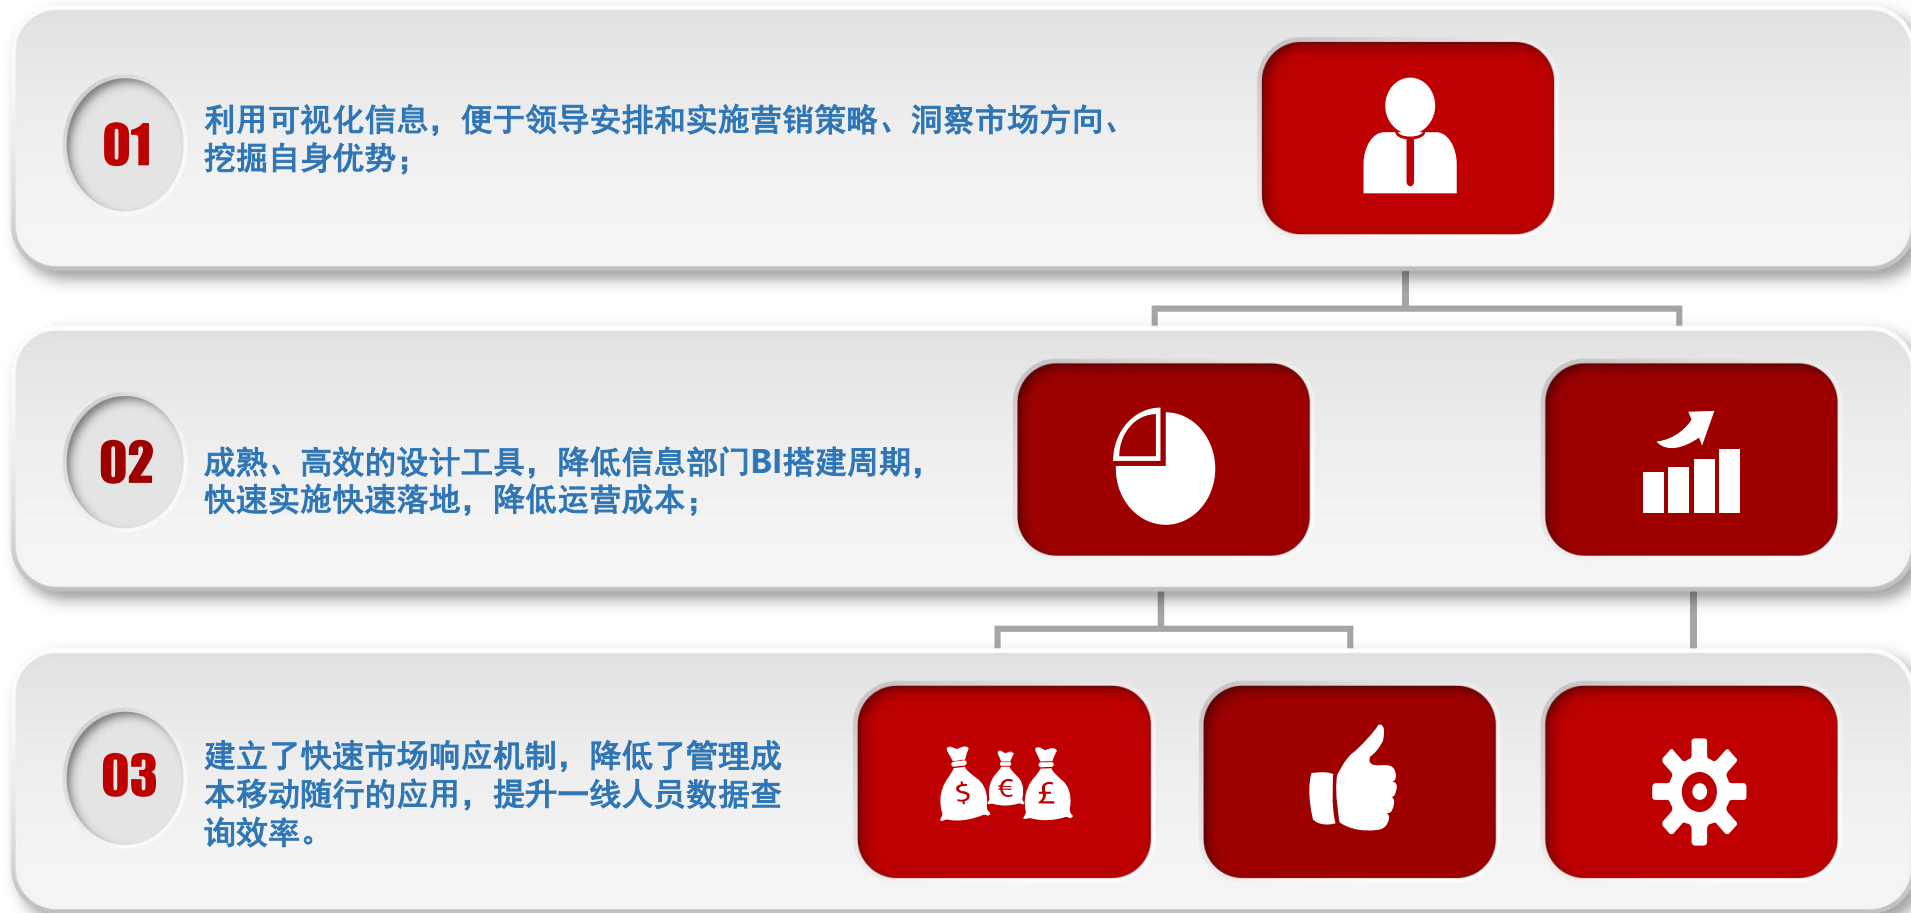 01
利用可视化信息，便于领导安排和实施营销策略、洞察市场方向、
挖掘自身优势；
02
成熟、高效的设计工具，降低信息部门BI搭建周期，
快速实施快速落地，降低运营成本；
03
建立了快速市场响应机制，降低了管理成
本移动随行的应用，提升一线人员数据查
询效率。
$ € £